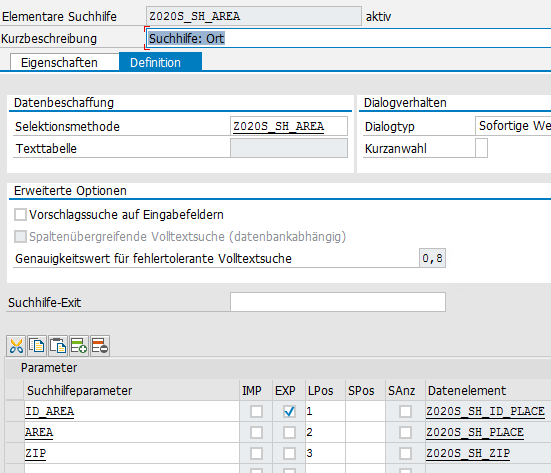 Elementare Suchhilfe Z020S_SH_AREA aktiv
Kurzbeschreibung Suchhilfe: Ort
Eigenschaften Definition
Datenbeschaffung Dialogverhalten
Selektionsmethode Z020S_SH_AREA Dialogtyp Sofortige We
Texttabelle Kurzanwahl
Erweiterte Optionen
Vorschlagssuche auf Eingabefeldern
Spaltenübergreifende Volltextsuche (datenbankabhängig)
Genauigkeitswert für fehlertolerante Volltextsuche 0,8
Suchhilfe-Exit
Parameter
Suchhilfeparameter IMP EXP LPos SPos SAnz Datenelement
ID_AREA 1 Z020S_SH_ID_PLACE
AREA 2 Z020S_SH_PLACE
ZIP 3 Z020S_SH_ZIP